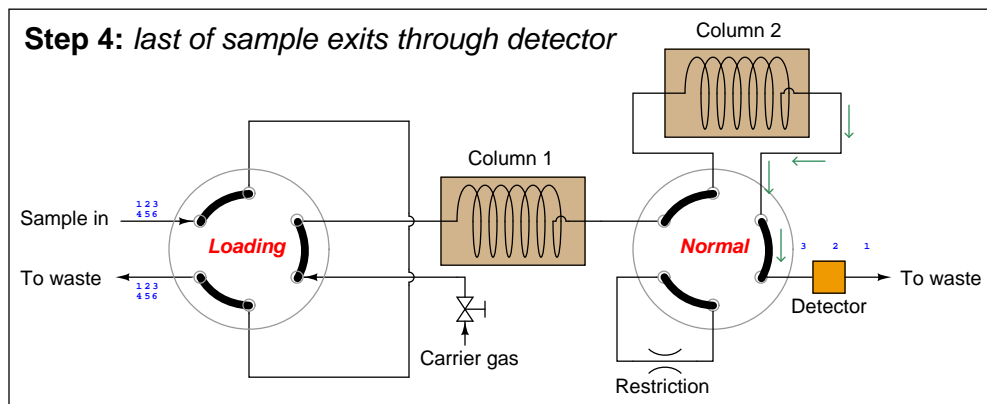 Step 4: last of sample exits through detector
Column 2
Column 1
1 2 3
4 5 6
Sample in
Loading
Normal
3 2 1
To waste
1 2 3
4 5 6
To waste
Detector
Carrier gas
Restriction